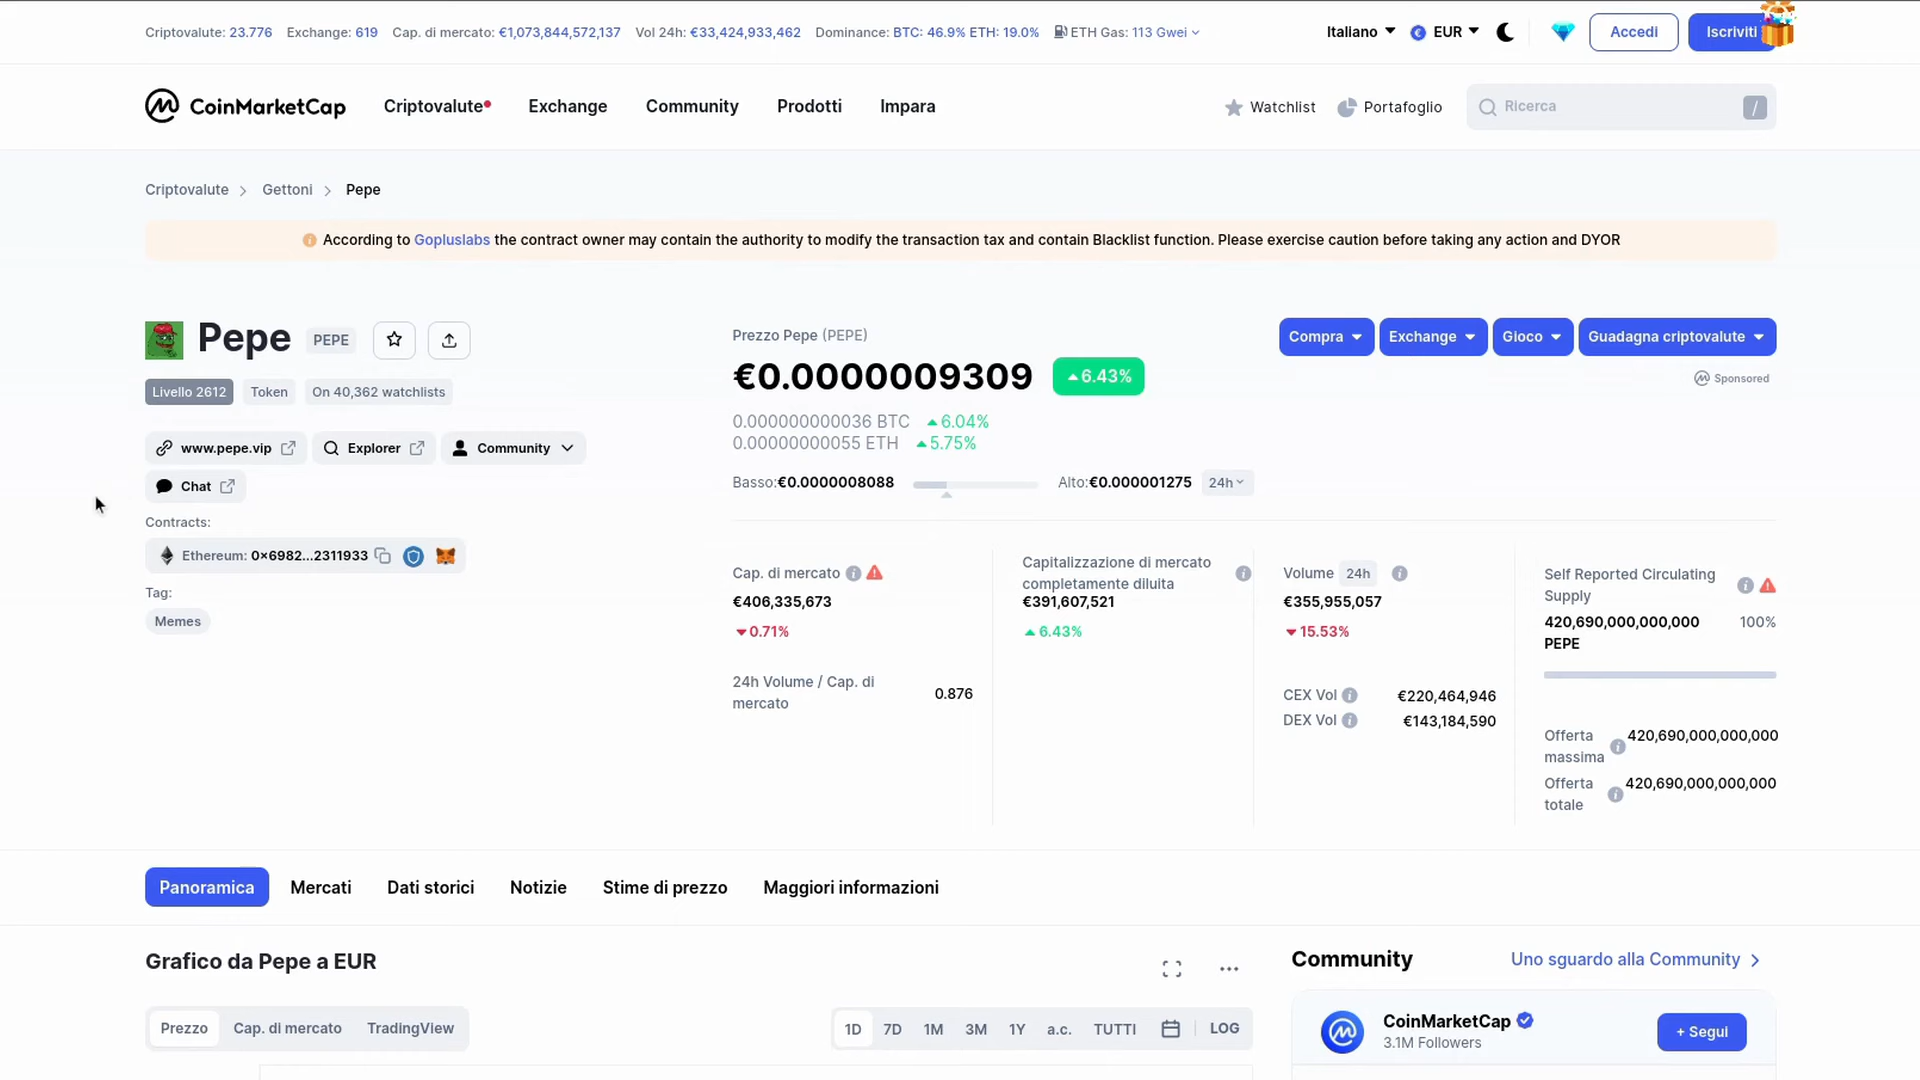 Criptovalute: 23.776 Exchange: 619 Cap. di mercato: €1,073,844,572,137 Vol 24h: €33,424,933,462 Dominance: BTC: 46.9% ETH: 19.0% ETH Gas: 113 Gwei
Italiano EUR Accedi Iscriviti
CoinMarketCap Criptovalute Exchange Community Prodotti Impara Watchlist Portafoglio Ricerca /
Criptovalute Gettoni Pepe
According to Gopluslabs the contract owner may contain the authority to modify the transaction tax and contain Blacklist function. Please exercise caution before taking any action and DYOR
Pepe PEPE
Livello 2612 Token On 40,362 watchlists
www.pepe.vip Explorer Community
Chat
Contracts:
Ethereum: 0x6982...2311933
Tag:
Memes
Prezzo Pepe (PEPE)
€0.0000009309 6.43%
0.000000000036 BTC 6.04%
0.00000000055 ETH 5.75%
Basso:€0.0000008088 Alto:€0.000001275 24h
Compra Exchange Gioco Guadagna criptovalute
Sponsored
Cap. di mercato
€406,335,673
0.71%
24h Volume / Cap. di
mercato
0.876
Capitalizzazione di mercato
completamente diluita
€391,607,521
6.43%
Volume 24h
€355,955,057
15.53%
CEX Vol €220,464,946
DEX Vol €143,184,590
Self Reported Circulating
Supply
420,690,000,000,000 100%
PEPE
Offerta
massima
420,690,000,000,000
Offerta
totale
420,690,000,000,000
Panoramica Mercati Dati storici Notizie Stime di prezzo Maggiori informazioni
Grafico da Pepe a EUR
Prezzo Cap. di mercato TradingView
1D 7D 1M 3M 1Y a.c. TUTTI LOG
Community Uno sguardo alla Community
CoinMarketCap
3.1M Followers
+ Segui